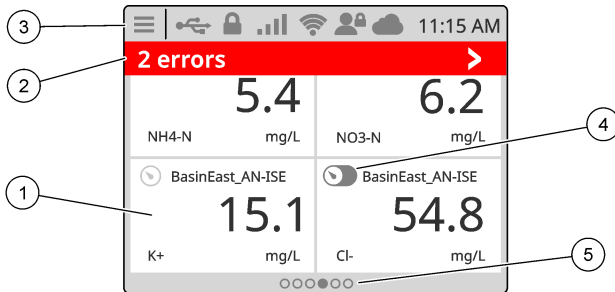 3
11:15 AM
2 errors
2
5.4
6.2
NH4-N mg/L
NO3-N mg/L
4
BasinEast_AN-ISE
BasinEast_AN-ISE
1
15.1
54.8
K+ mg/L
Cl- mg/L
5